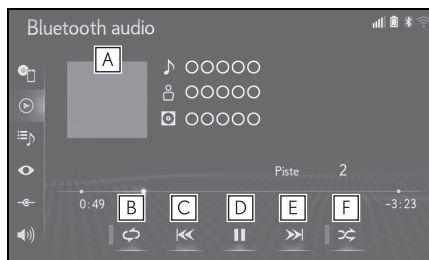 Bluetooth audio
A
OOOOO
OOOOO
OOOOO
Piste 2
0:49 -3:23
B C D E F